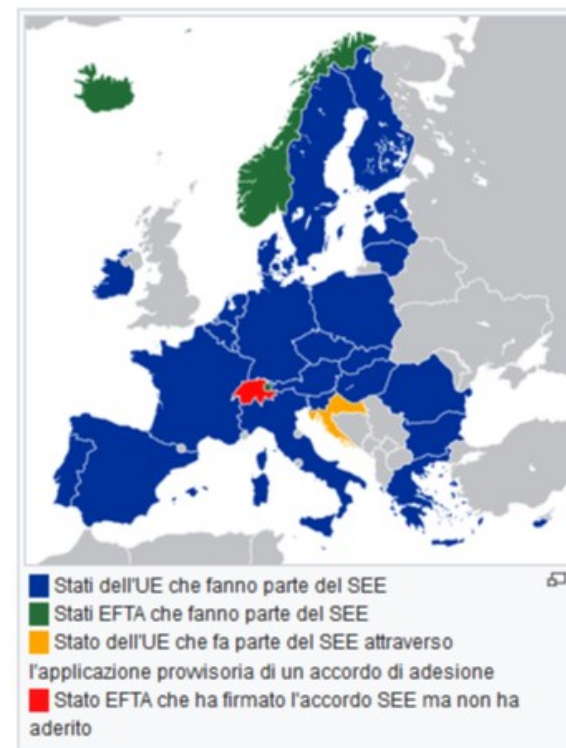 Stati dell'UE che fanno parte del SEE
Stati EFTA che fanno parte del SEE
Stato dell'UE che fa parte del SEE attraverso
l'applicazione provvisoria di un accordo di adesione
Stato EFTA che ha firmato l'accordo SEE ma non ha
aderito